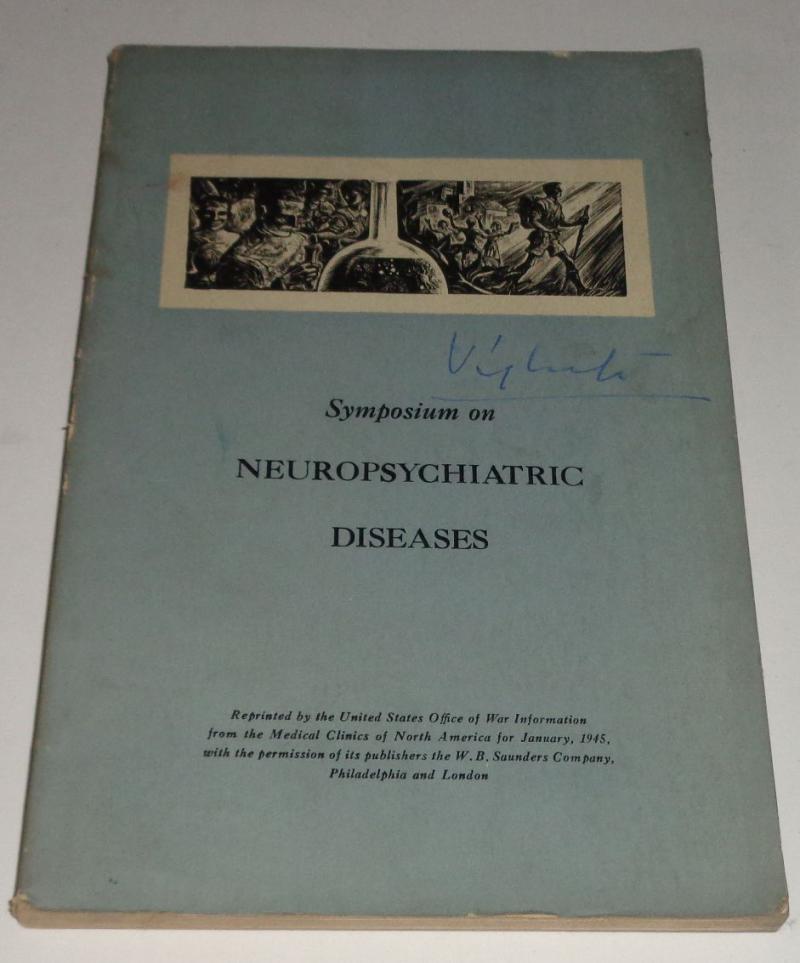 Symposium on
NEUROPSYCHIATRIC
DISEASES
Reprinted by the United States Office of War Information
from the Medical Clinics of North America for January, 1945,
with the permission of its publishers the W. B. Saunders Company,
Philadelphia and London